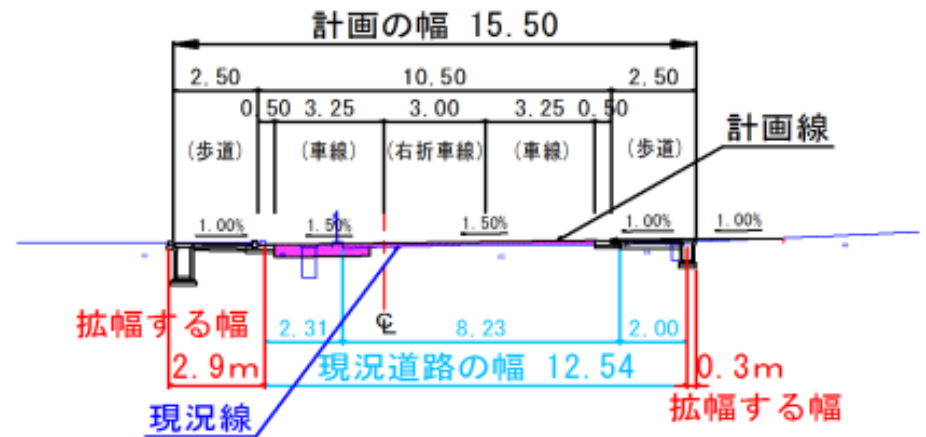 計画の幅 15.50
2.50 10.50 2.50
0.50 3.25 3.00 3.25 0.50
計画線
(歩道) (車線) (右折車線) (車線) (歩道)
1.00% 1.50% 1.50% 1.00% 1.00%
拡幅する幅 2.31 ℄ 8.23 2.00
2.9m 現況道路の幅 12.54 0.3m
現況線 拡幅する幅